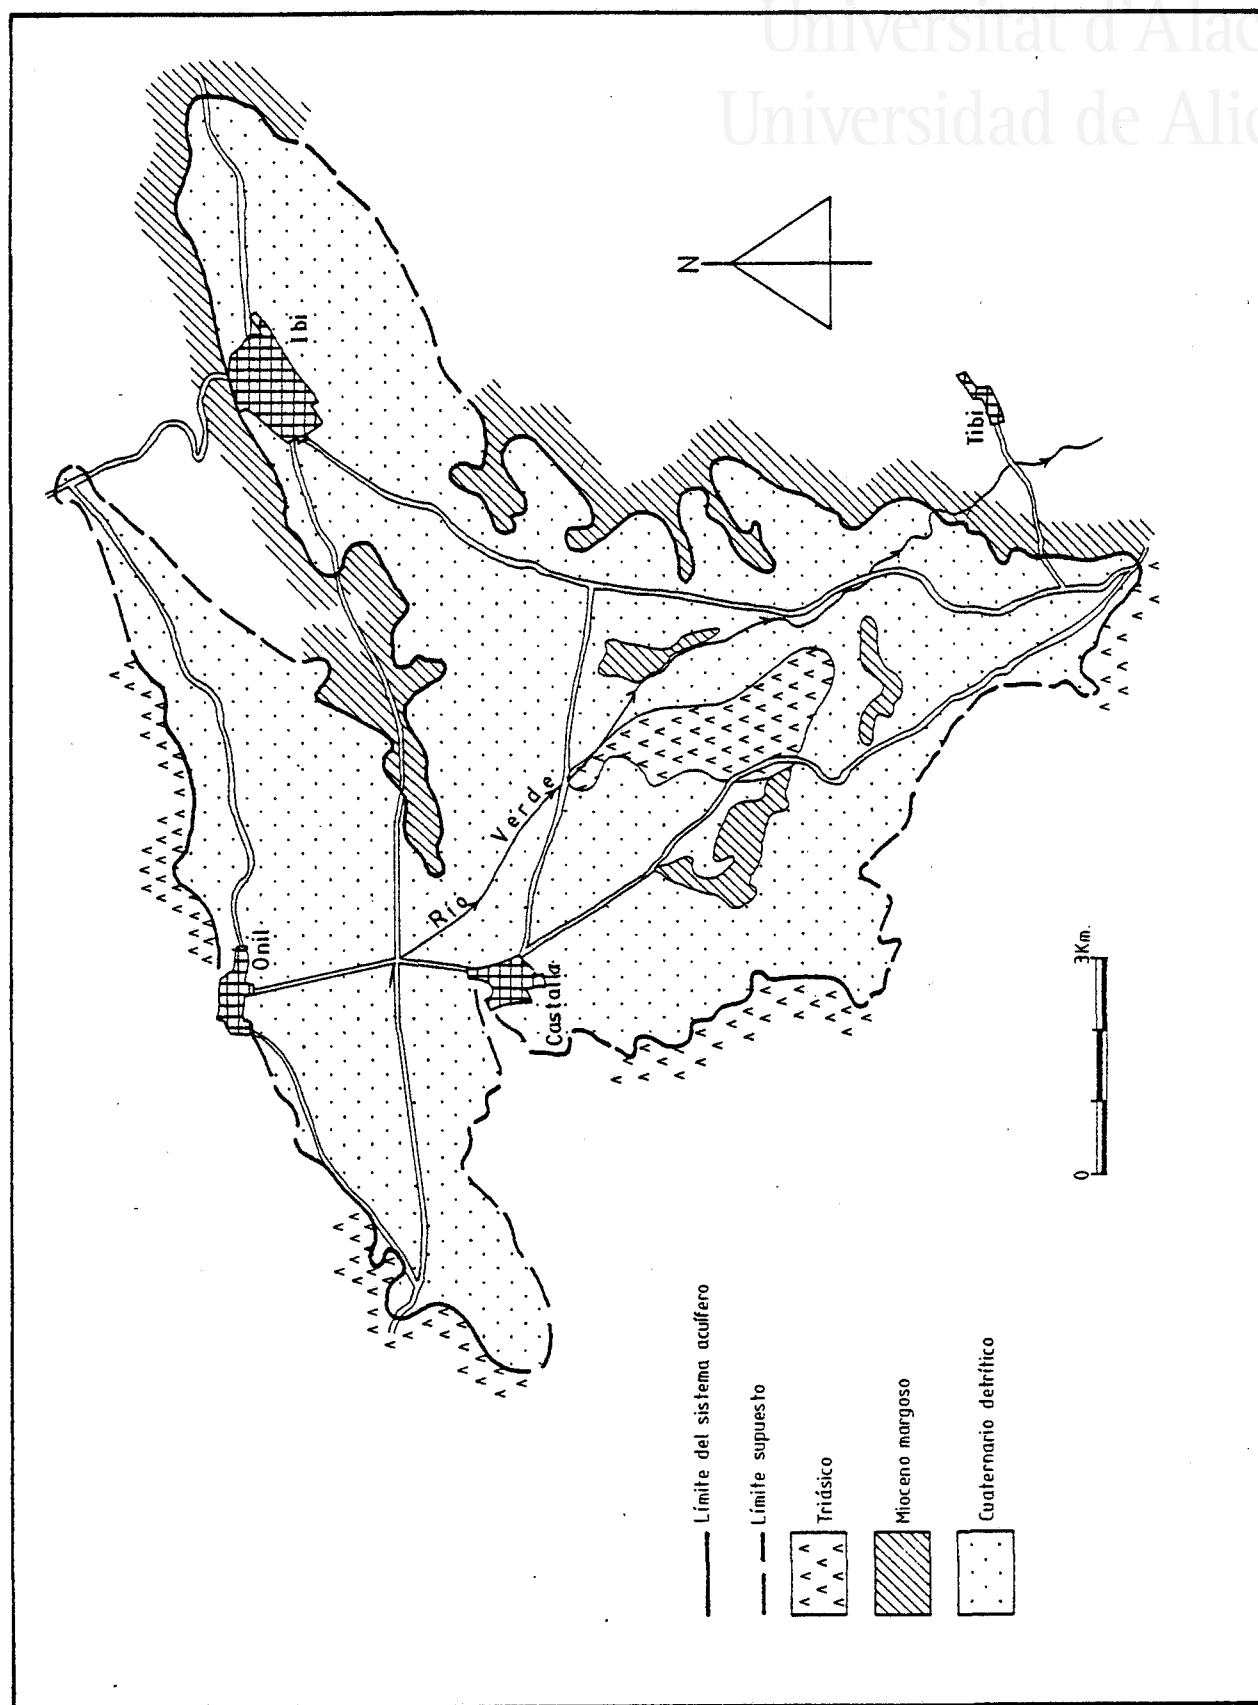 Universitat d'Alac
Universidad de Alic
N
Ibi
Onil
Castalla
Tibi
Río Verde
0
3Km.
Límite del sistema acuífero
Límite supuesto
Triásico
Mioceno margoso
Cuaternario detrítico